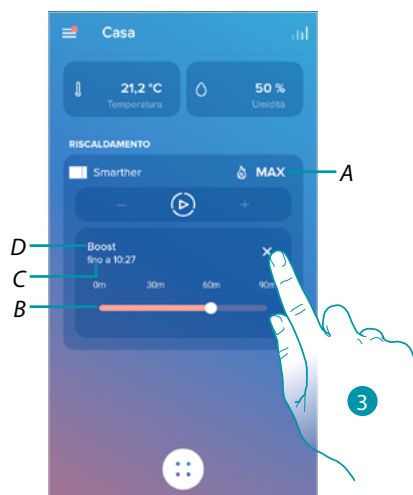 Casa
21,2 °C
Temperatura
50 %
Umidità
RISCALDAMENTO
Smarther
MAX
A
D
Boost
C
fino a 10:27
0m 30m 60m 90m
B
3